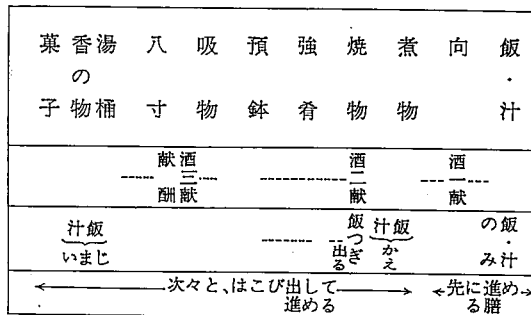 飯・汁
向
煮物
焼物
強肴
預鉢
吸物
八寸
湯桶
香の物
菓子
酒一献
酒二献
酒三献
献酬
飯・汁
のみ
飯
汁
かえ
飯つぎ
出る
飯
汁
いまじ
先に進め
る膳
次々と、はこび出して
進める